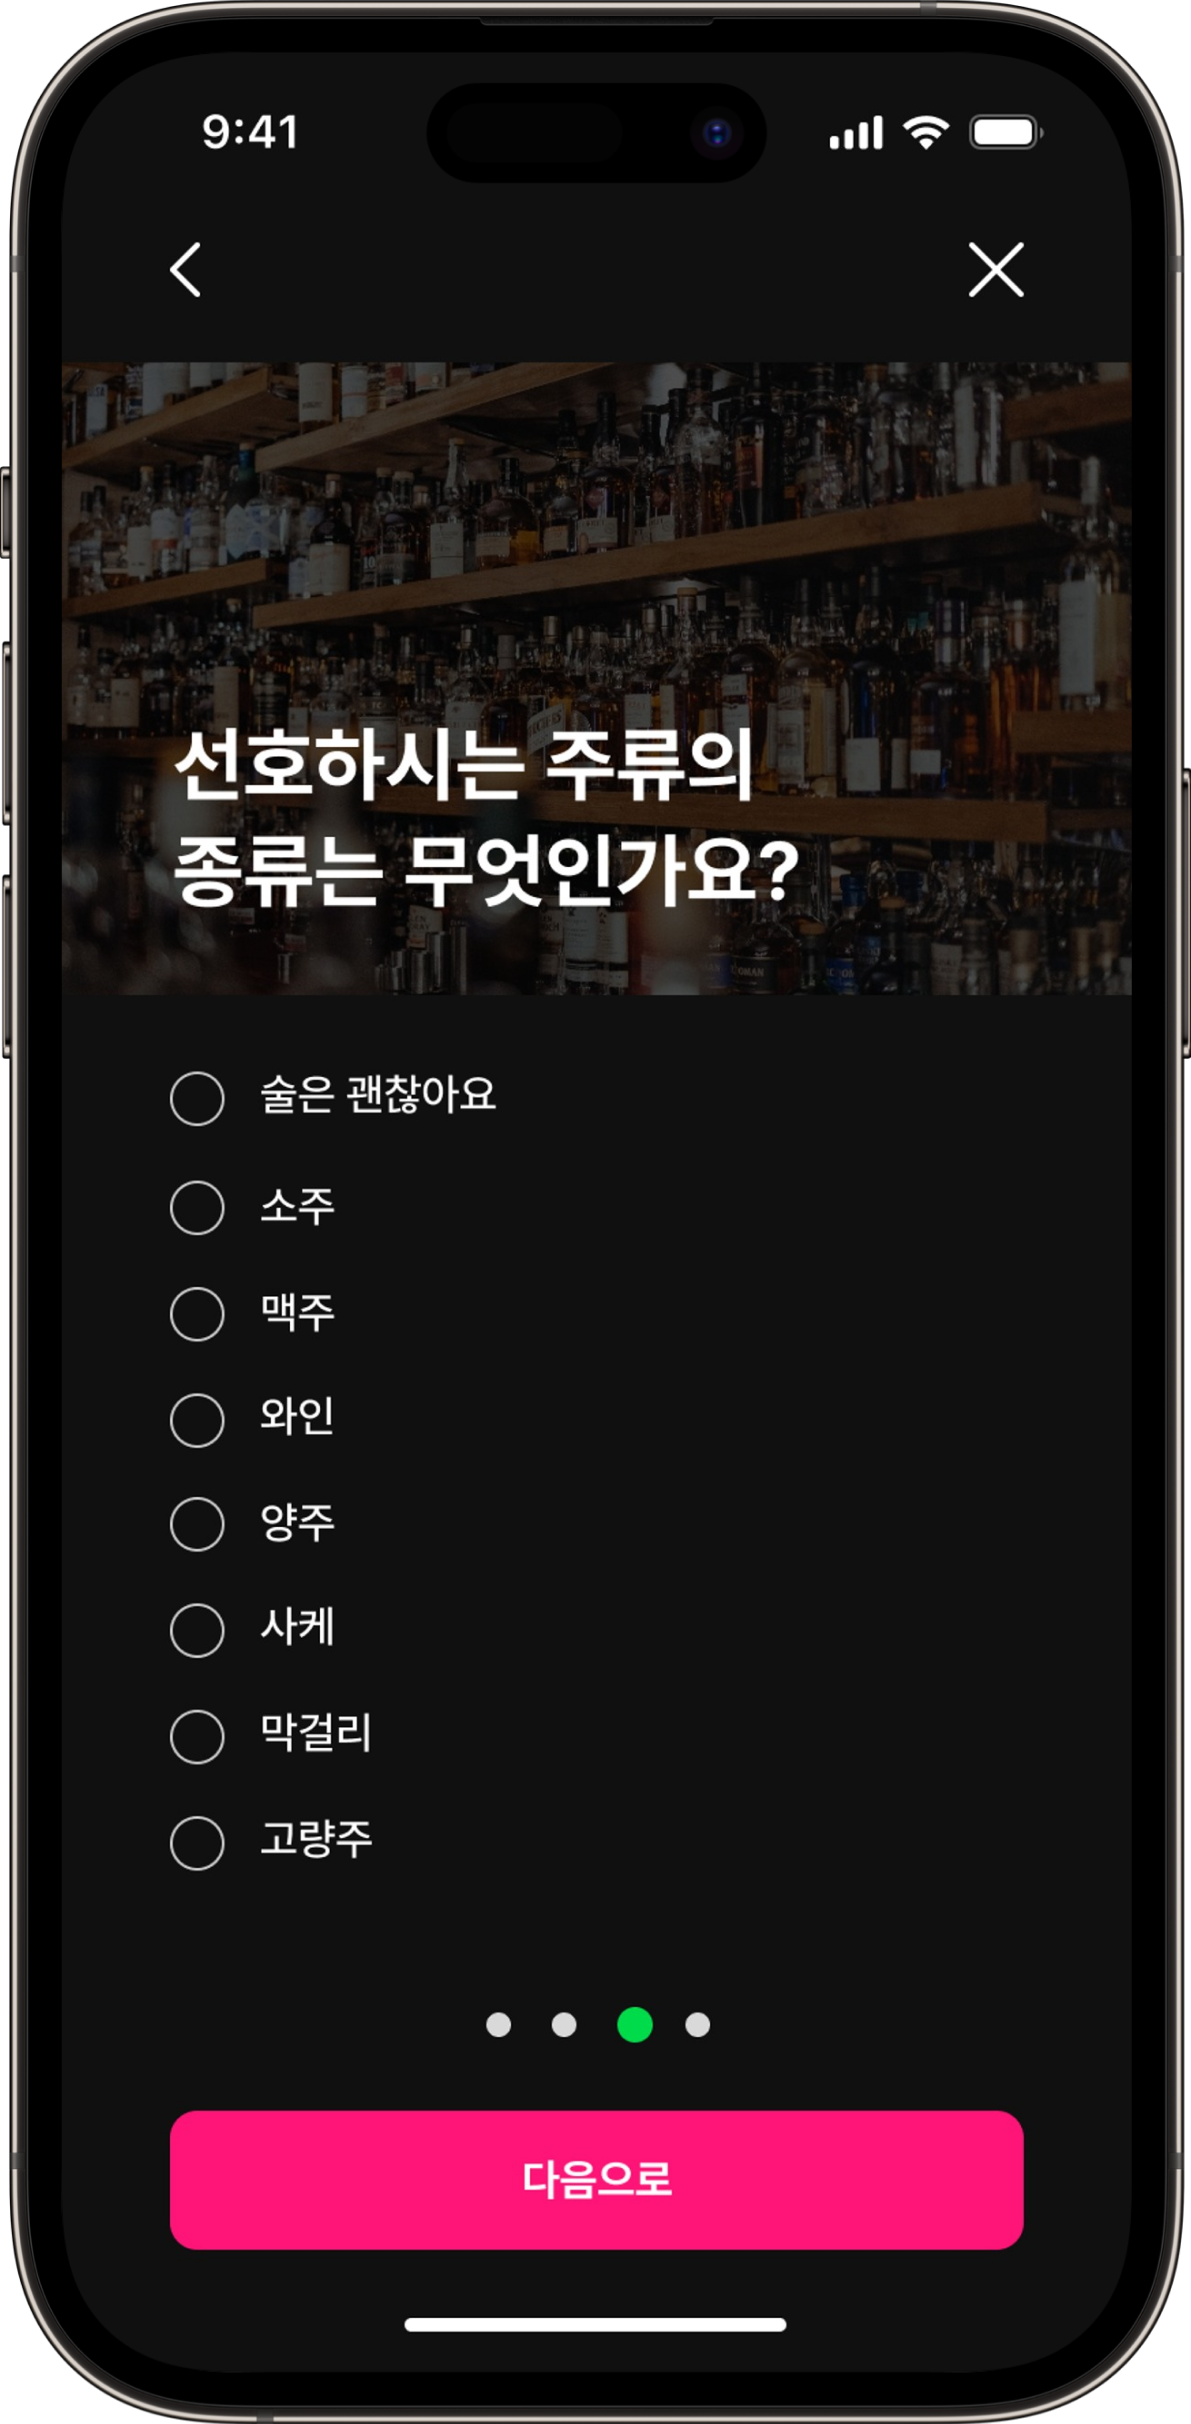 9:41
선호하시는 주류의
종류는 무엇인가요?
술은 괜찮아요
소주
맥주
와인
양주
사케
막걸리
고량주
다음으로